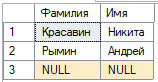 Фамилия Имя
1 Красавин Никита
2 Рымин Андрей
3 NULL NULL